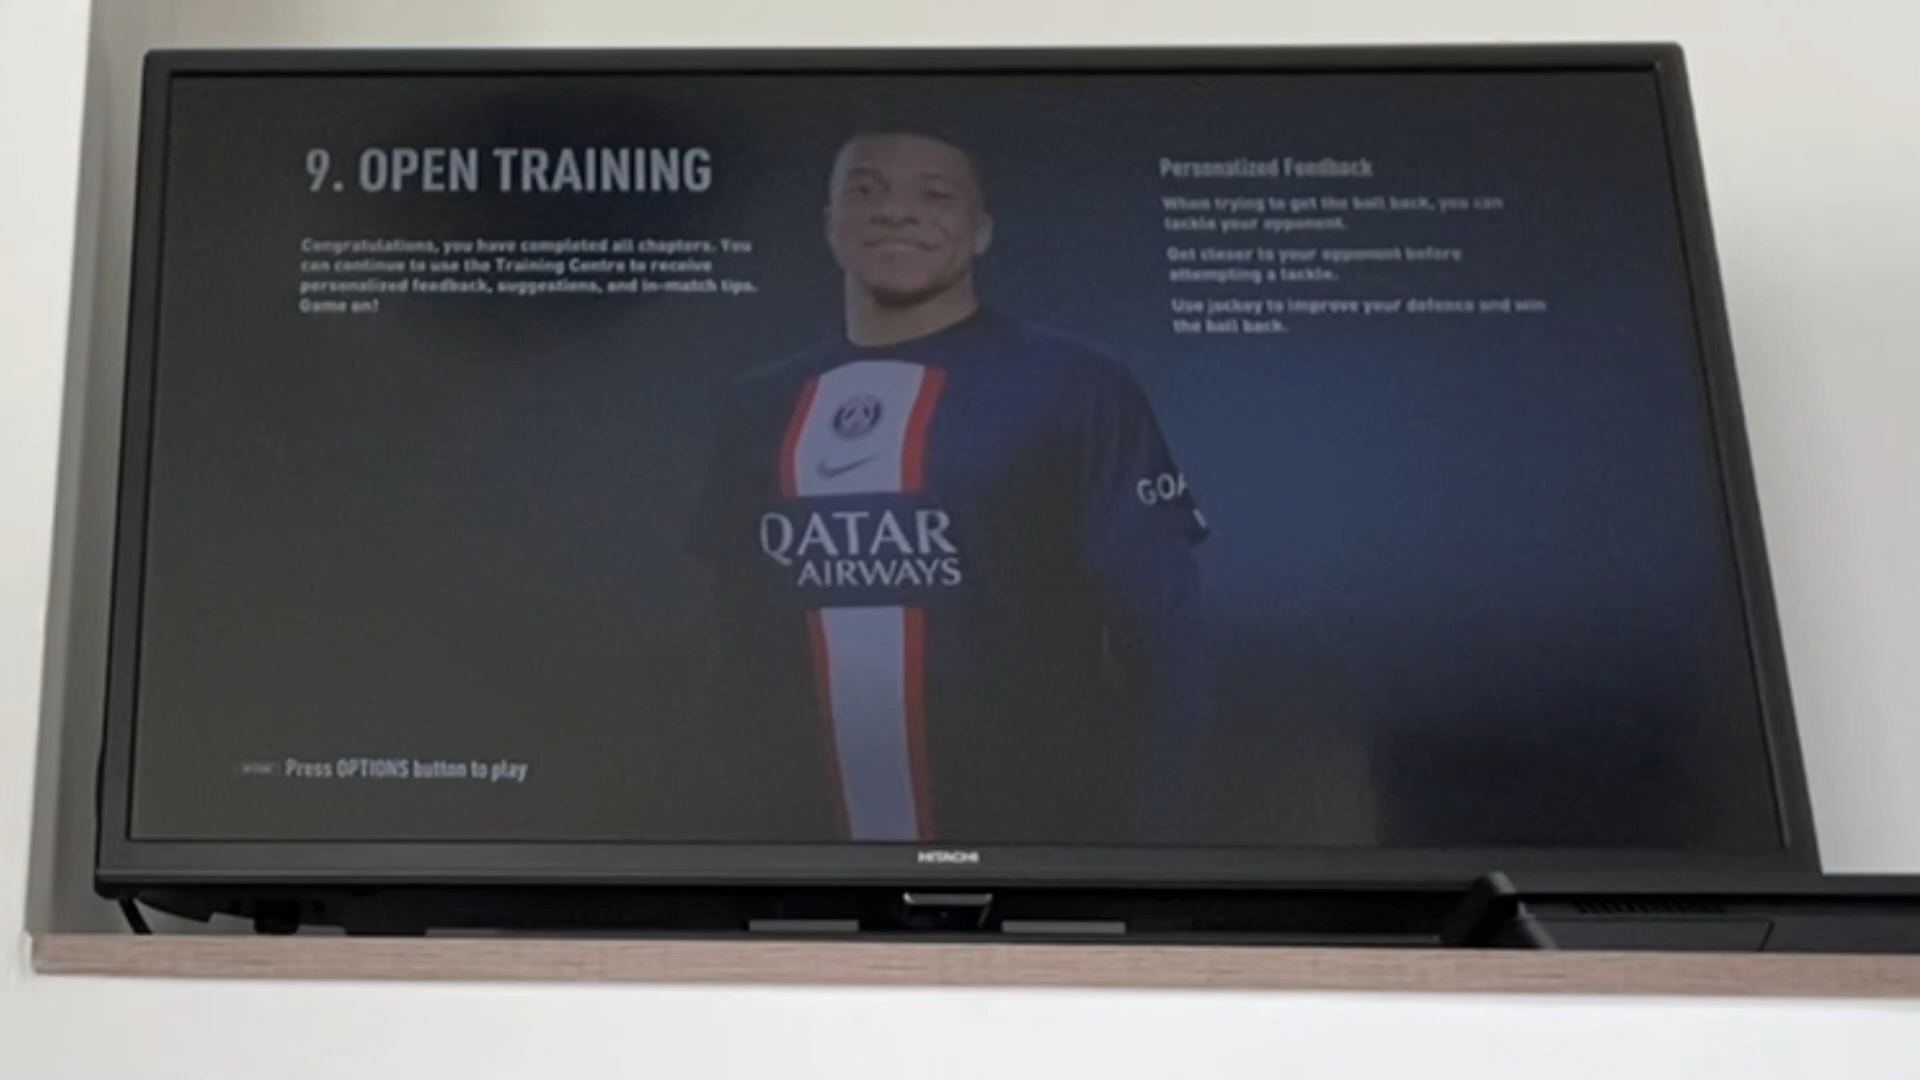 9. OPEN TRAINING
Congratulations, you have completed all chapters. You
can continue to use the Training Centre to receive
personalized feedback, suggestions, and in-match tips.
Game on!
Personalized Feedback
When trying to get the ball back, you can
tackle your opponent.
Get closer to your opponent before
attempting a tackle.
Use jockey to improve your defence and win
the ball back.
QATAR
AIRWAYS
GOA
Press OPTIONS button to play
HITACHI